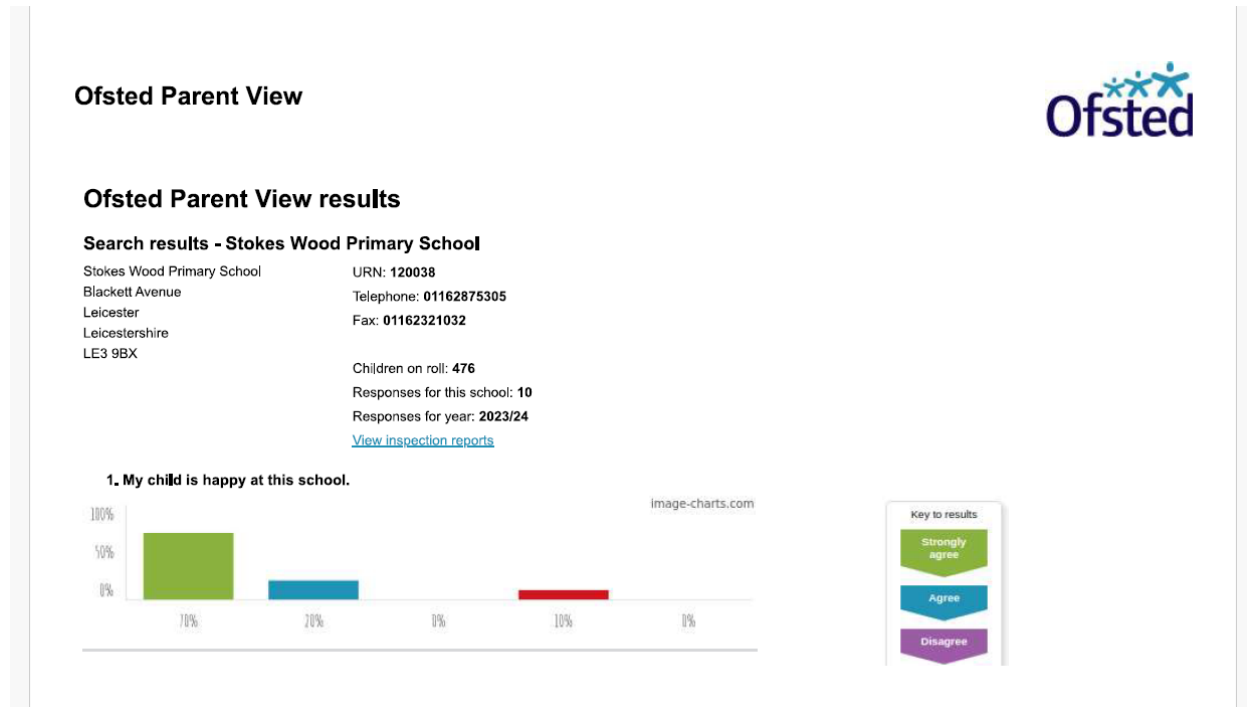 Ofsted Parent View
Ofsted
Ofsted Parent View results
Search results - Stokes Wood Primary School
Stokes Wood Primary School
Blackett Avenue
Leicester
Leicestershire
LE3 9BX
URN: 120038
Telephone: 01162875305
Fax: 01162321032
Children on roll: 476
Responses for this school: 10
Responses for year: 2023/24
View inspection reports
1. My child is happy at this school.
image-charts.com
100%
50%
0%
70% 20% 0% 10% 0%
Key to results
Strongly
agree
Agree
Disagree